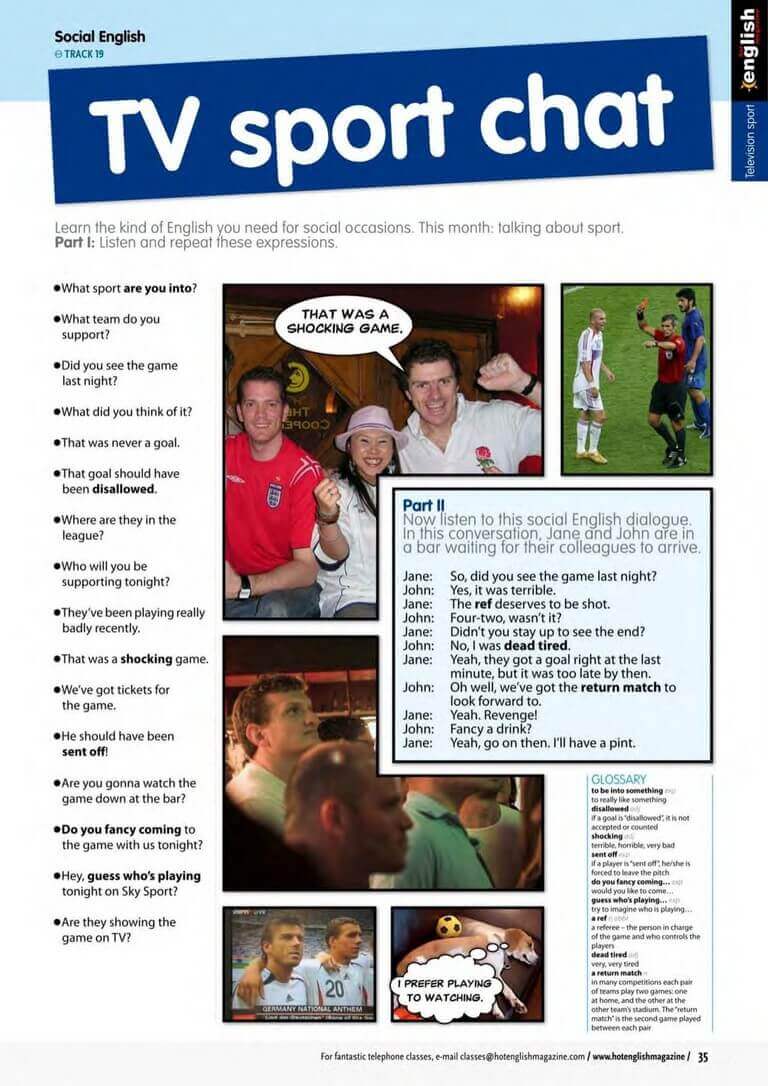 Social English
TRACK 19
hot
english
magazine
Television sport
TV sport chat
Learn the kind of English you need for social occasions. This month: talking about sport.
Part I: Listen and repeat these expressions.
●What sport are you into?
●What team do you
support?
●Did you see the game
last night?
●What did you think of it?
●That was never a goal.
●That goal should have
been disallowed.
●Where are they in the
league?
●Who will you be
supporting tonight?
●They've been playing really
badly recently.
●That was a shocking game.
●We've got tickets for
the game.
●He should have been
sent off!
●Are you gonna watch the
game down at the bar?
●Do you fancy coming to
the game with us tonight?
●Hey, guess who's playing
tonight on Sky Sport?
●Are they showing the
game on TV?
THAT WAS A
SHOCKING GAME.
Part II
Now listen to this social English dialogue.
In this conversation, Jane and John are in
a bar waiting for their colleagues to arrive.
Jane: So, did you see the game last night?
John: Yes, it was terrible.
Jane: The ref deserves to be shot.
John: Four-two, wasn't it?
Jane: Didn't you stay up to see the end?
John: No, I was dead tired.
Jane: Yeah, they got a goal right at the last
minute, but it was too late by then.
John: Oh well, we've got the return match to
look forward to.
Jane: Yeah. Revenge!
John: Fancy a drink?
Jane: Yeah, go on then. I'll have a pint.
20
GERMANY NATIONAL ANTHEM
I PREFER PLAYING
TO WATCHING.
GLOSSARY
to be into something exp
to really like something
disallowed adj
if a goal is "disallowed", it is not
accepted or counted
shocking adj
terrible, horrible, very bad
sent off exp
if a player is "sent off", he/she is
forced to leave the pitch
do you fancy coming... exp
would you like to come...
guess who's playing... exp
try to imagine who is playing...
a ref n abbr
a referee – the person in charge
of the game and who controls the
players
dead tired adj
very, very tired
a return match n
in many competitions each pair
of teams play two games: one
at home, and the other at the
other team's stadium. The "return
match" is the second game played
between each pair
For fantastic telephone classes, e-mail classes@hotenglishmagazine.com / www.hotenglishmagazine / 35